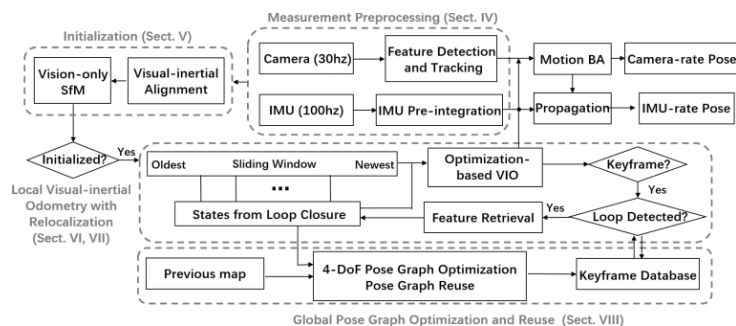 Measurement Preprocessing (Sect. IV)
Initialization (Sect. V)
Vision-only
SfM
Visual-inertial
Alignment
Camera (30hz)
Feature Detection
and Tracking
Motion BA
Camera-rate Pose
IMU (100hz)
IMU Pre-integration
Propagation
IMU-rate Pose
Initialized?
Yes
Oldest
Sliding Window
Newest
Optimization-
based VIO
Keyframe?
...
Local Visual-inertial
Odometry with
Relocalization
(Sect. VI, VII)
States from Loop Closure
Feature Retrieval
Yes
Yes
Loop Detected?
Previous map
4-DoF Pose Graph Optimization
Pose Graph Reuse
Keyframe Database
Global Pose Graph Optimization and Reuse (Sect. VIII)